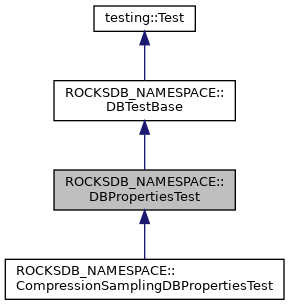 testing::Test
ROCKSDB_NAMESPACE::
DBTestBase
ROCKSDB_NAMESPACE::
DBPropertiesTest
ROCKSDB_NAMESPACE::
CompressionSamplingDBPropertiesTest